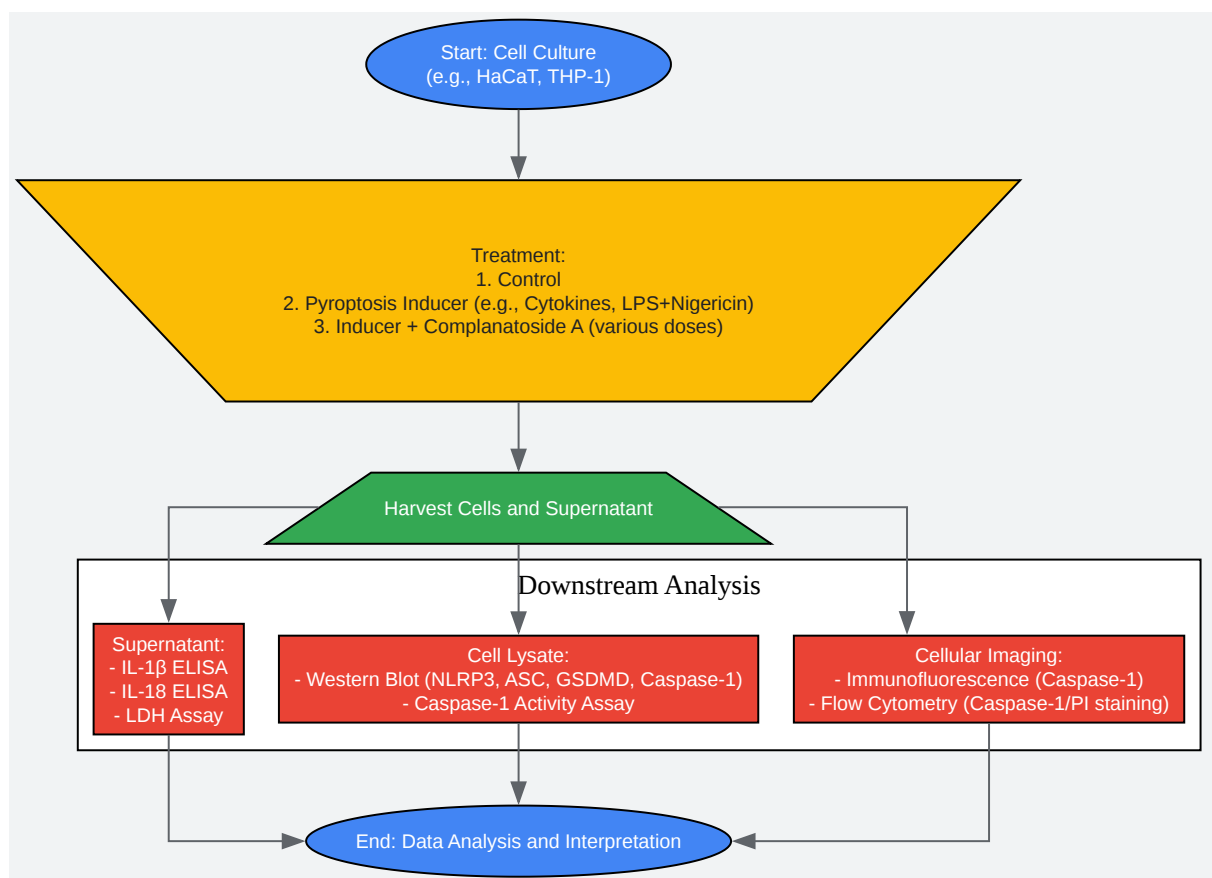 Start: Cell Culture
(e.g., HaCaT, THP-1)
Treatment:
1. Control
2. Pyroptosis Inducer (e.g., Cytokines, LPS+Nigericin)
3. Inducer + Complanatoside A (various doses)
Harvest Cells and Supernatant
Downstream Analysis
Supernatant:
- IL-1β ELISA
- IL-18 ELISA
- LDH Assay
Cell Lysate:
- Western Blot (NLRP3, ASC, GSDMD, Caspase-1)
- Caspase-1 Activity Assay
Cellular Imaging:
- Immunofluorescence (Caspase-1)
- Flow Cytometry (Caspase-1/PI staining)
End: Data Analysis and Interpretation